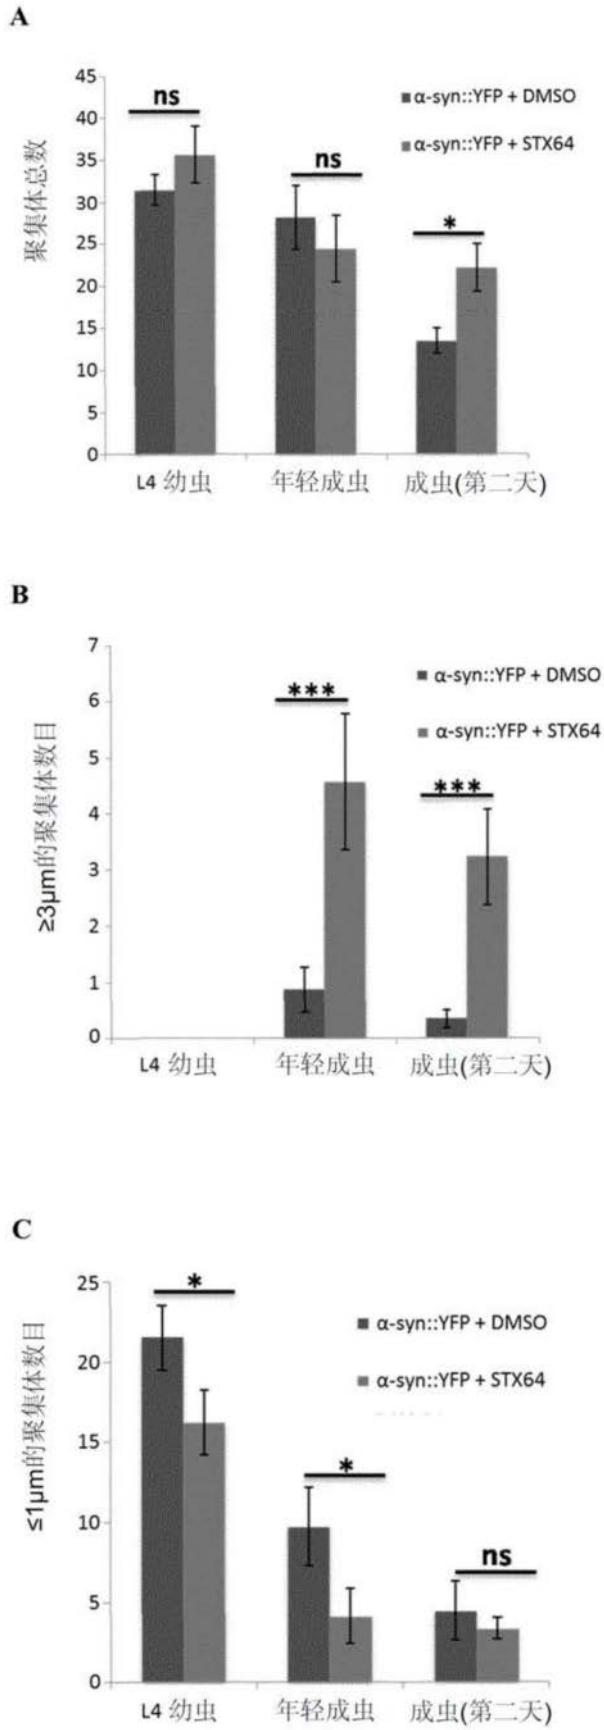 A
45
40
35
30
25
20
15
10
5
0
聚集体总数
ns
ns
*
α-syn::YFP + DMSO
α-syn::YFP + STX64
L4 幼虫
年轻成虫
成虫(第二天)
B
7
6
5
4
3
2
1
0
≥3μm的聚集体数目
***
***
α-syn::YFP + DMSO
α-syn::YFP + STX64
L4 幼虫
年轻成虫
成虫(第二天)
C
25
20
15
10
5
0
≤1μm的聚集体数目
*
*
ns
α-syn::YFP + DMSO
α-syn::YFP + STX64
L4 幼虫
年轻成虫
成虫(第二天)